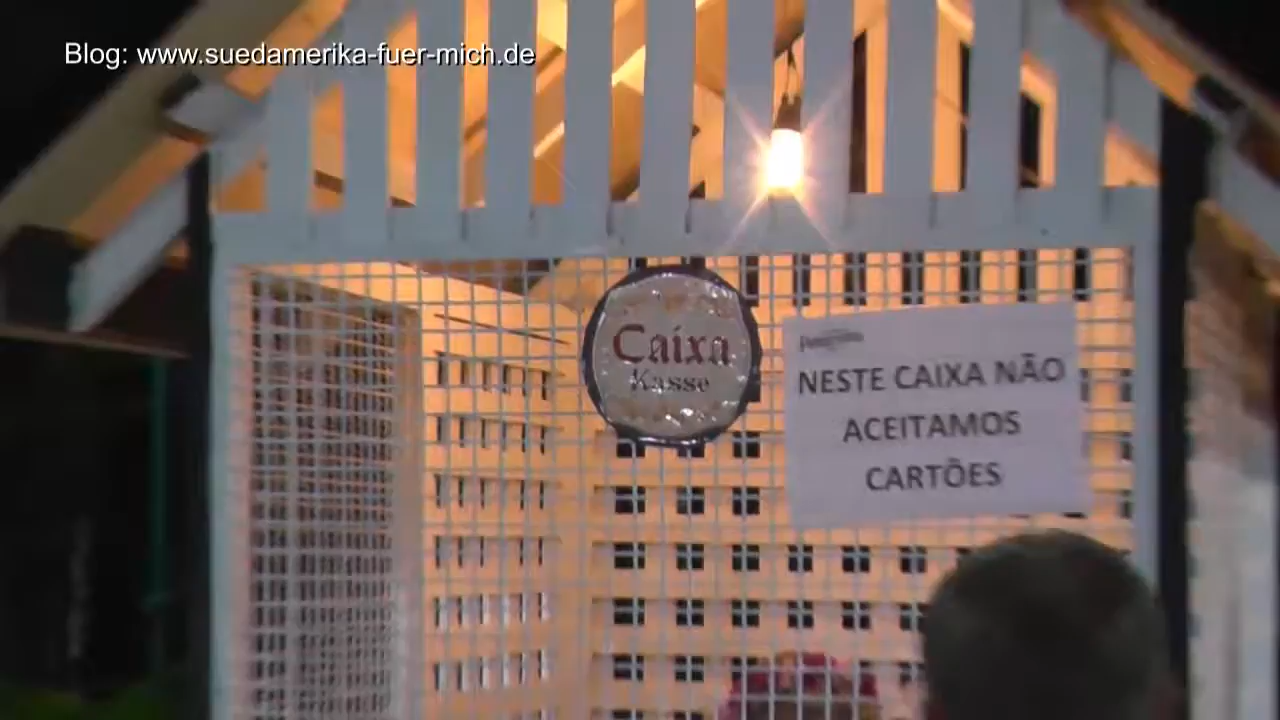 Blog: www.suedamerika-fuer-mich.de
Caixa
Kasse
NESTE CAIXA NÃO
ACEITAMOS
CARTÕES